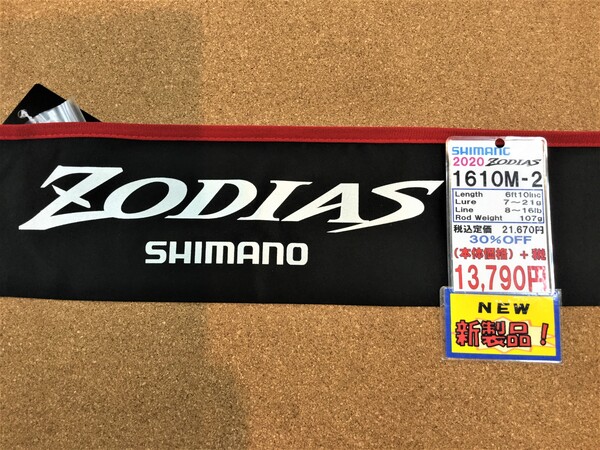 ZODIAS
SHIMANO
SHIMANO
2020 ZODIAS
1610M-2
Length 6ft10inc
Lure 7〜21g
Line 8〜16lb
Rod Weight 107g
税込定価 21,670円
30%OFF
(本体価格)+税
13,790円
NEW
新製品!